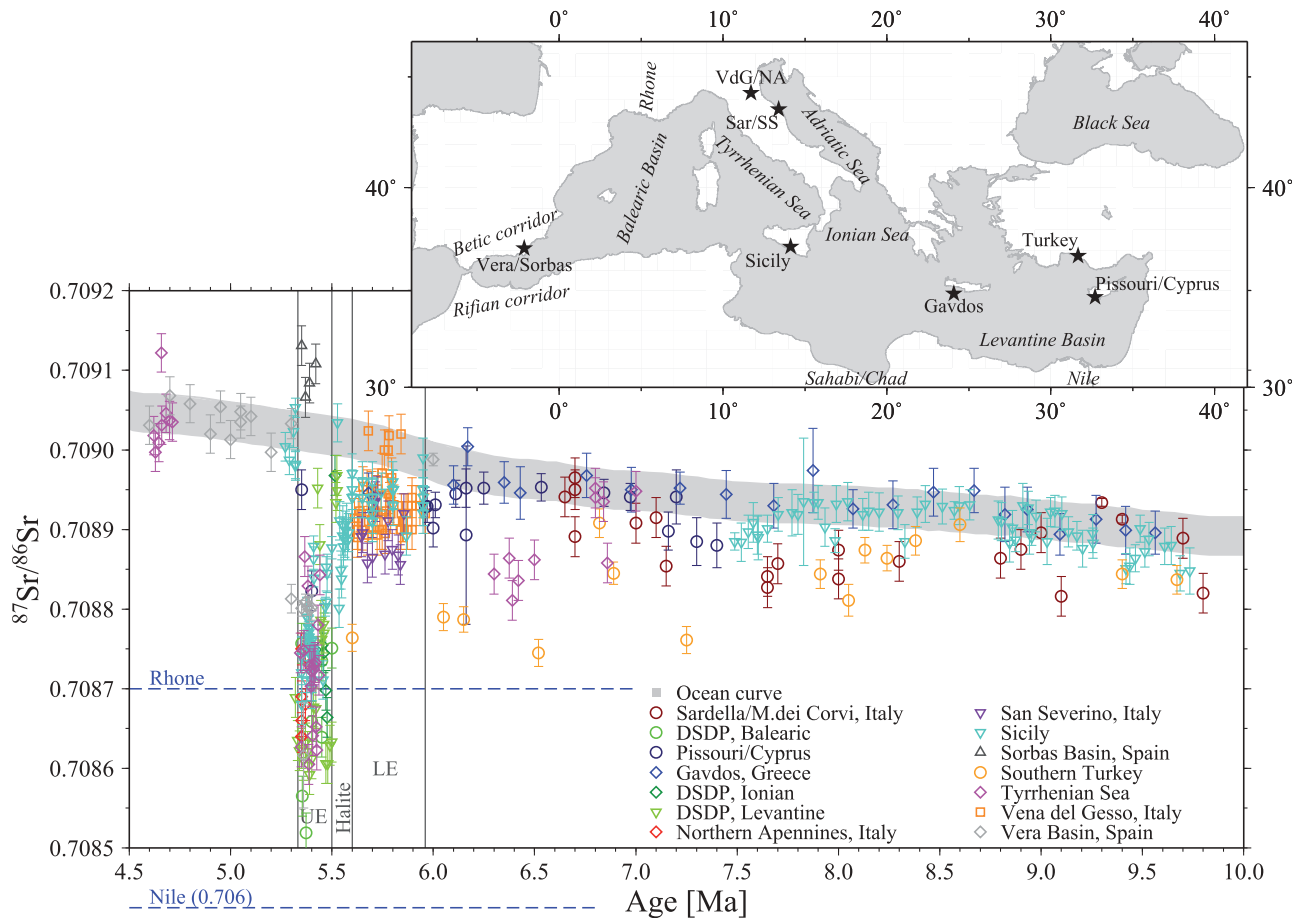 0° 10° 20° 30° 40°
VdG/NA
Rhone
Sar/SS
Adriatic Sea
Black Sea
Tyrrhenian Sea
Balearic Basin
40° 40°
Betic corridor
Ionian Sea
Turkey
Vera/Sorbas
Sicily
Pissouri/Cyprus
Rifian corridor
Gavdos
Levantine Basin
Sahabi/Chad
Nile
30° 30°
0° 10° 20° 30° 40°
0.7092
0.7091
0.7090
0.7089
0.7088
0.7087
0.7086
0.7085
87Sr/86Sr
Rhone
UE
Halite
LE
Ocean curve
Sardella/M.dei Corvi, Italy
DSDP, Balearic
Pissouri/Cyprus
Gavdos, Greece
DSDP, Ionian
DSDP, Levantine
Northern Apennines, Italy
San Severino, Italy
Sicily
Sorbas Basin, Spain
Southern Turkey
Tyrrhenian Sea
Vena del Gesso, Italy
Vera Basin, Spain
4.5 5.0 5.5 6.0 6.5 7.0 7.5 8.0 8.5 9.0 9.5 10.0
Nile (0.706)
Age [Ma]